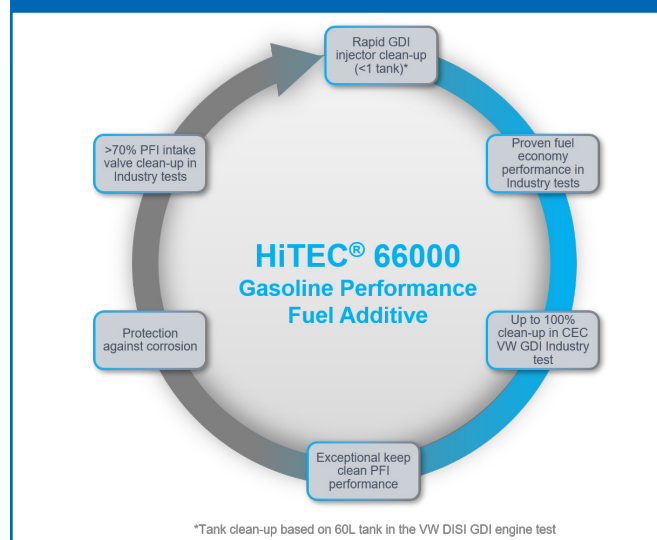 Rapid GDI
injector clean-up
(<1 tank)*
Proven fuel
economy
performance in
Industry tests
Up to 100%
clean-up in CEC
VW GDI Industry
test
Exceptional keep
clean PFI
performance
Protection
against corrosion
>70% PFI intake
valve clean-up in
Industry tests
HiTEC® 66000
Gasoline Performance
Fuel Additive
*Tank clean-up based on 60L tank in the VW DISI GDI engine test